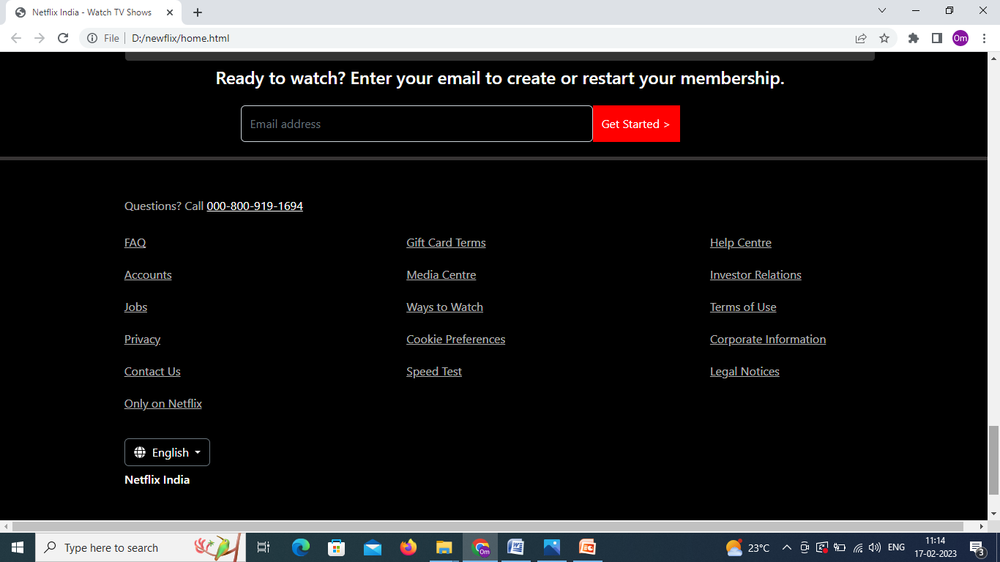 Netflix India - Watch TV Shows
File D:/newflix/home.html
Om
Ready to watch? Enter your email to create or restart your membership.
Email address
Get Started >
Questions? Call 000-800-919-1694
FAQ Gift Card Terms Help Centre
Accounts Media Centre Investor Relations
Jobs Ways to Watch Terms of Use
Privacy Cookie Preferences Corporate Information
Contact Us Speed Test Legal Notices
Only on Netflix
English
Netflix India
Type here to search
Om
23°C
ENG
11:14
17-02-2023
3